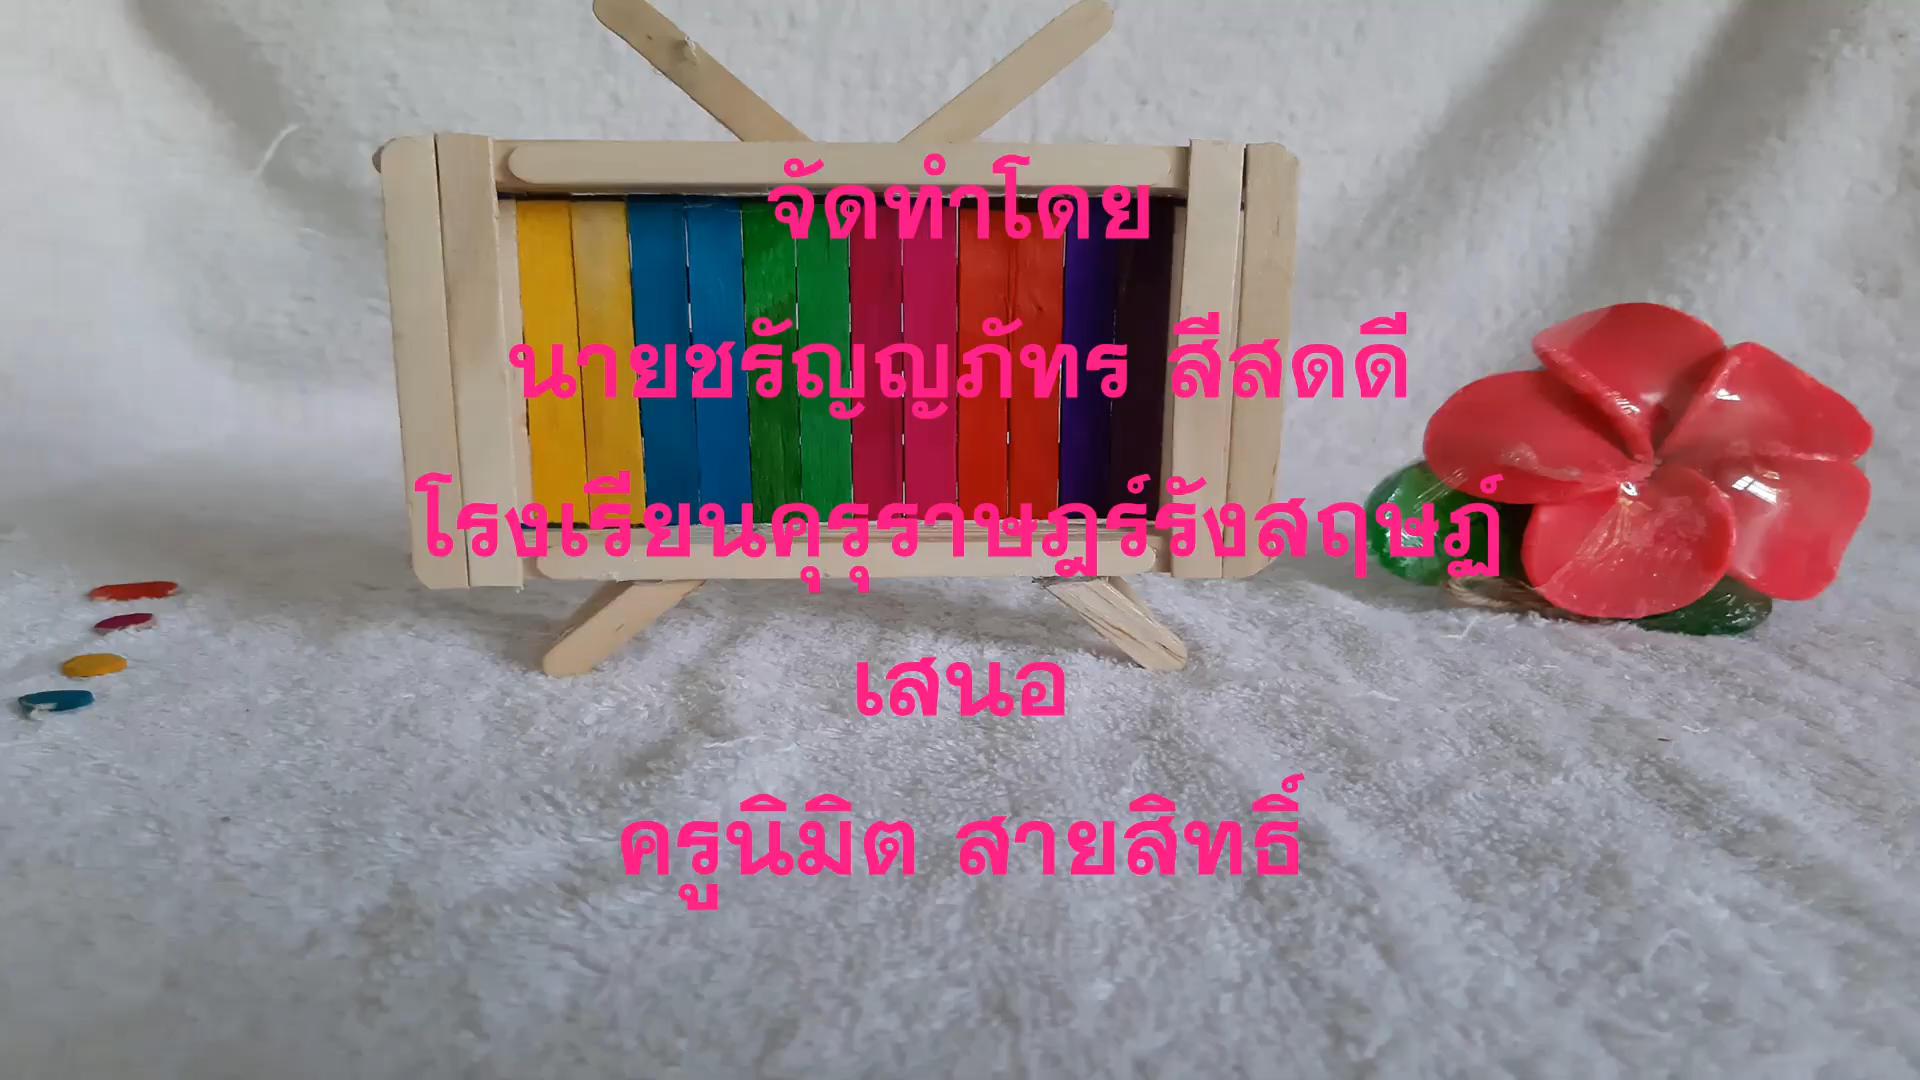 จัดทำโดย
นายชรัญญภัทร สีสดดี
โรงเรียนคุรุราษฎร์รังสฤษฏ์
เสนอ
ครูนิมิต สายสิทธิ์